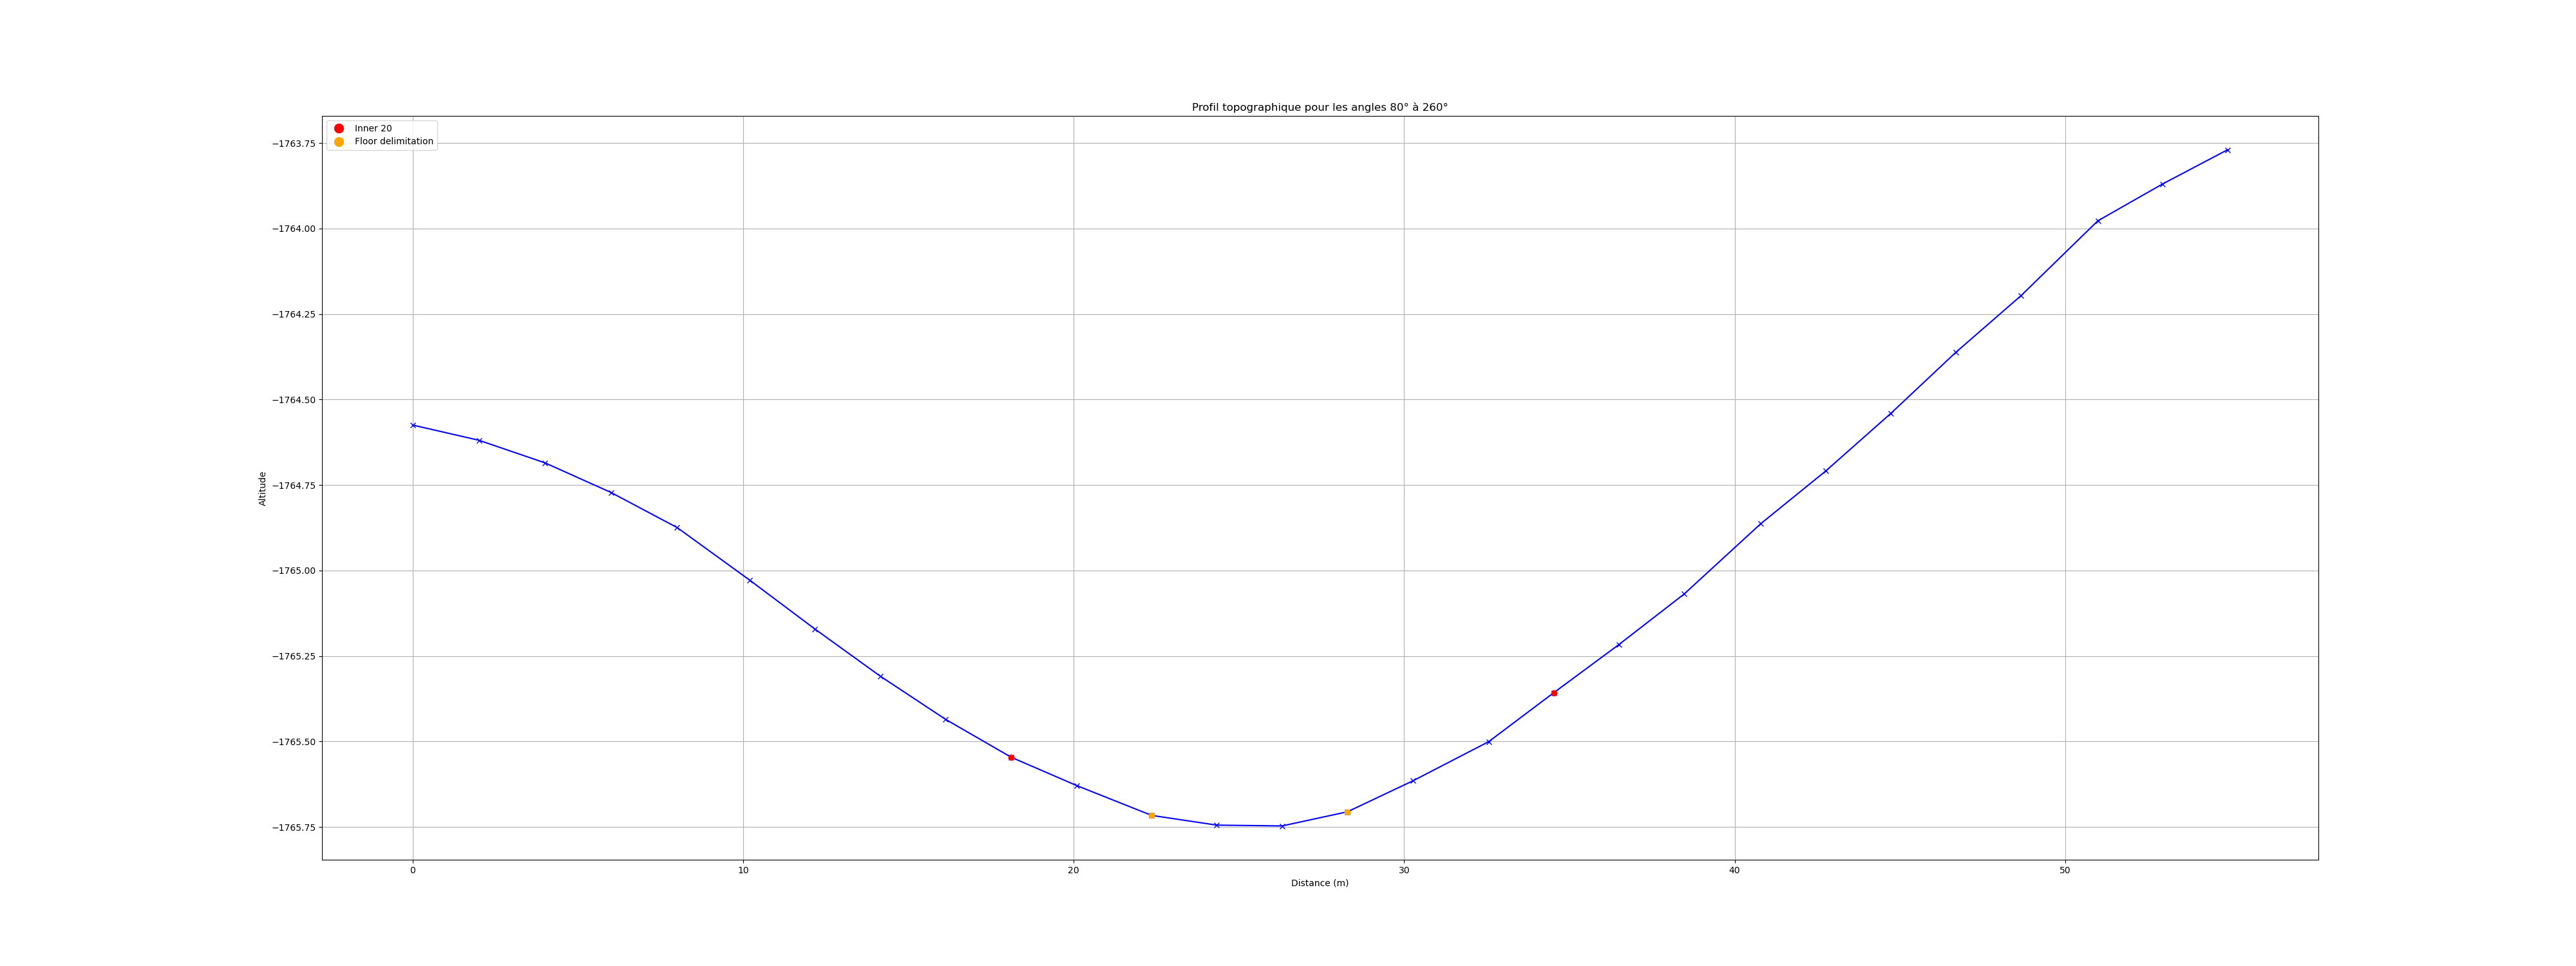 Profil topographique pour les angles 80° à 260°
Inner 20
Floor delimitation
Altitude
−1763.75
−1764.00
−1764.25
−1764.50
−1764.75
−1765.00
−1765.25
−1765.50
−1765.75
0 10 20 30 40 50
Distance (m)